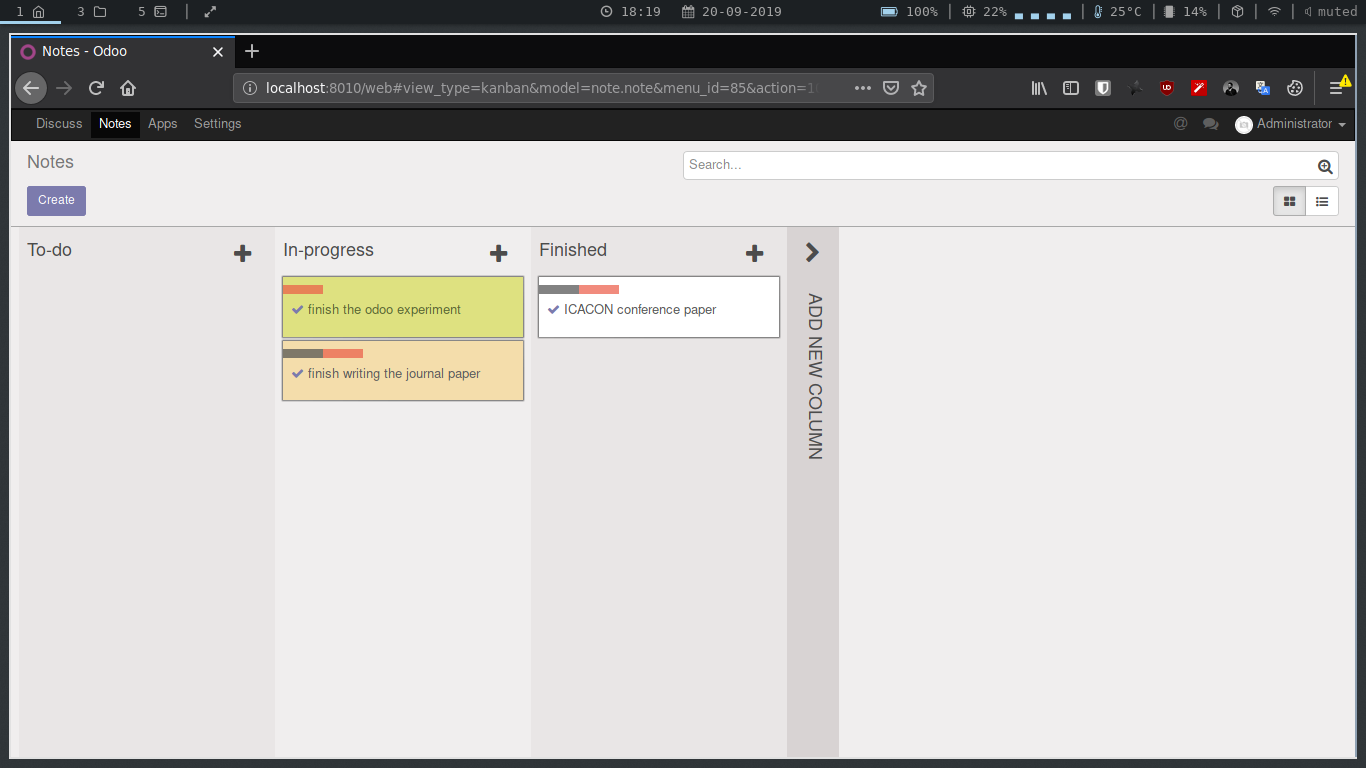 1 3 5 18:19 20-09-2019 100% 22% 25°C 14% muted
Notes - Odoo
localhost:8010/web#view_type=kanban&model=note.note&menu_id=85&action=1
Discuss Notes Apps Settings Administrator
Notes
Search...
Create
To-do In-progress Finished
finish the odoo experiment
ICACON conference paper
finish writing the journal paper
ADD NEW COLUMN